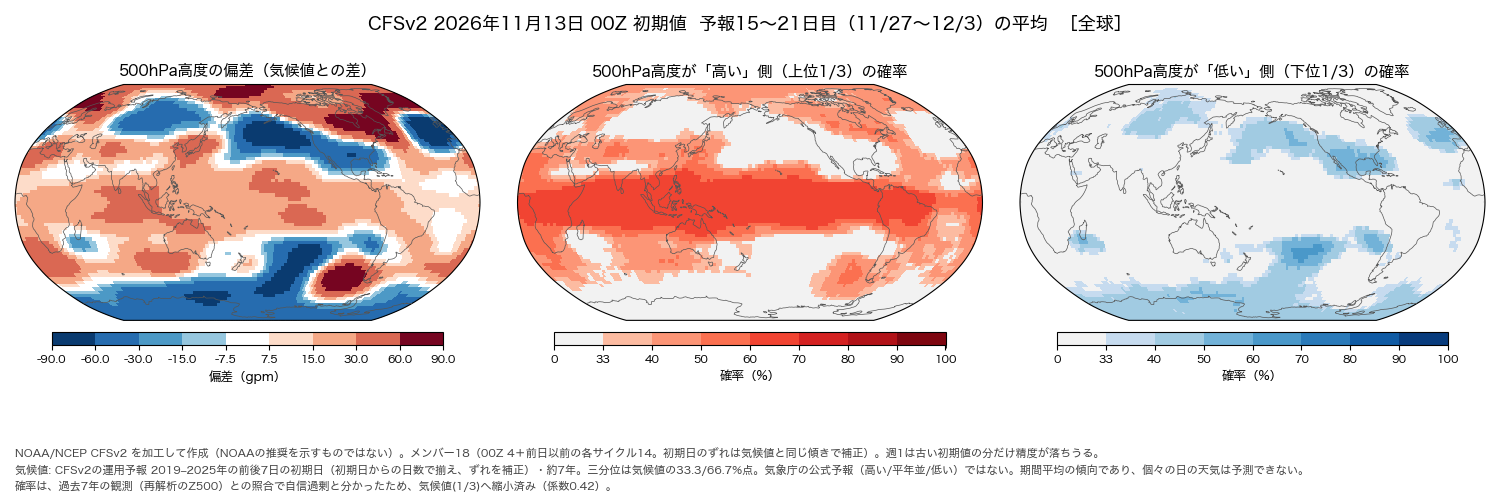 CFSv2 2026年11月13日 00Z 初期値　予報15〜21日目（11/27〜12/3）の平均　［全球］
500hPa高度の偏差（気候値との差）
500hPa高度が「高い」側（上位1/3）の確率
500hPa高度が「低い」側（下位1/3）の確率
-90.0 -60.0 -30.0 -15.0 -7.5 7.5 15.0 30.0 60.0 90.0
偏差（gpm）
0 33 40 50 60 70 80 90 100
確率（%）
0 33 40 50 60 70 80 90 100
確率（%）
NOAA/NCEP CFSv2 を加工して作成（NOAAの推奨を示すものではない）。メンバー18（00Z 4＋前日以前の各サイクル14。初期日のずれは気候値と同じ傾きで補正）。週1は古い初期値の分だけ精度が落ちうる。
気候値: CFSv2の運用予報 2019–2025年の前後7日の初期日（初期日からの日数で揃え、ずれを補正）・約7年。三分位は気候値の33.3/66.7%点。気象庁の公式予報（高い/平年並/低い）ではない。期間平均の傾向であり、個々の日の天気は予測できない。
確率は、過去7年の観測（再解析のZ500）との照合で自信過剰と分かったため、気候値(1/3)へ縮小済み（係数0.42）。